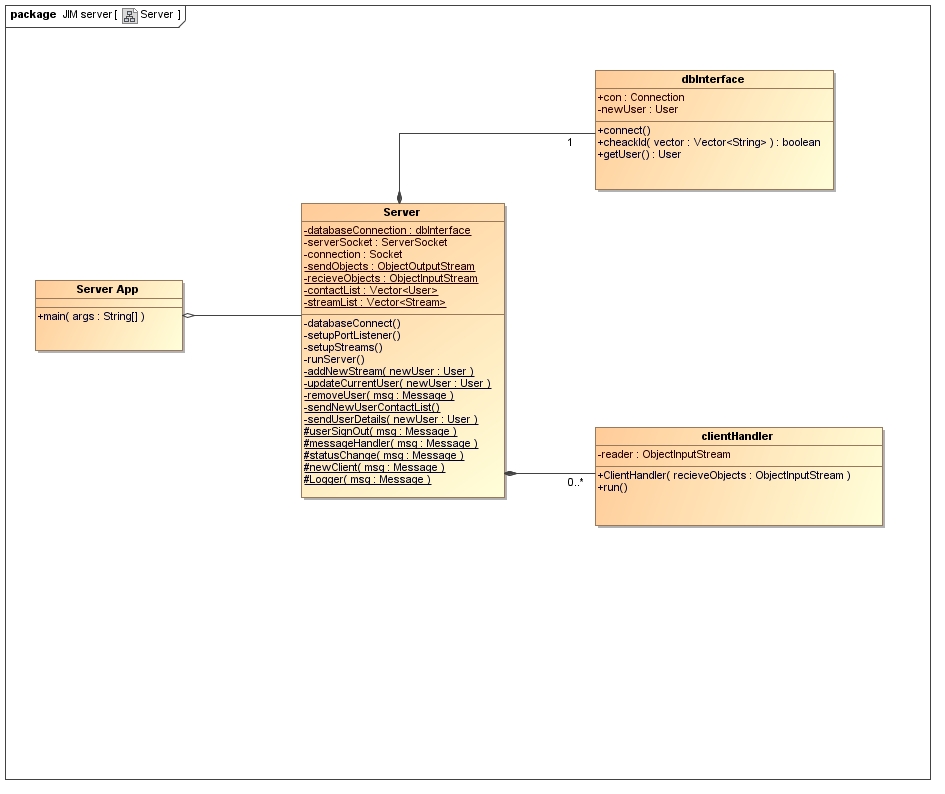 package JIM server [ Server ]
dbInterface
+con : Connection
-newUser : User
+connect()
+cheackId( vector : Vector<String> ) : boolean
+getUser() : User
1
Server
-databaseConnection : dbInterface
-serverSocket : ServerSocket
-connection : Socket
-sendObjects : ObjectOutputStream
-recieveObjects : ObjectInputStream
-contactList : Vector<User>
-streamList : Vector<Stream>
-databaseConnect()
-setupPortListener()
-setupStreams()
-runServer()
-addNewStream( newUser : User )
-updateCurrentUser( newUser : User )
-removeUser( msg : Message )
-sendNewUserContactList()
-sendUserDetails( newUser : User )
#userSignOut( msg : Message )
#messageHandler( msg : Message )
#statusChange( msg : Message )
#newClient( msg : Message )
#Logger( msg : Message )
Server App
+main( args : String[] )
clientHandler
-reader : ObjectInputStream
+ClientHandler( recieveObjects : ObjectInputStream )
+run()
0..*